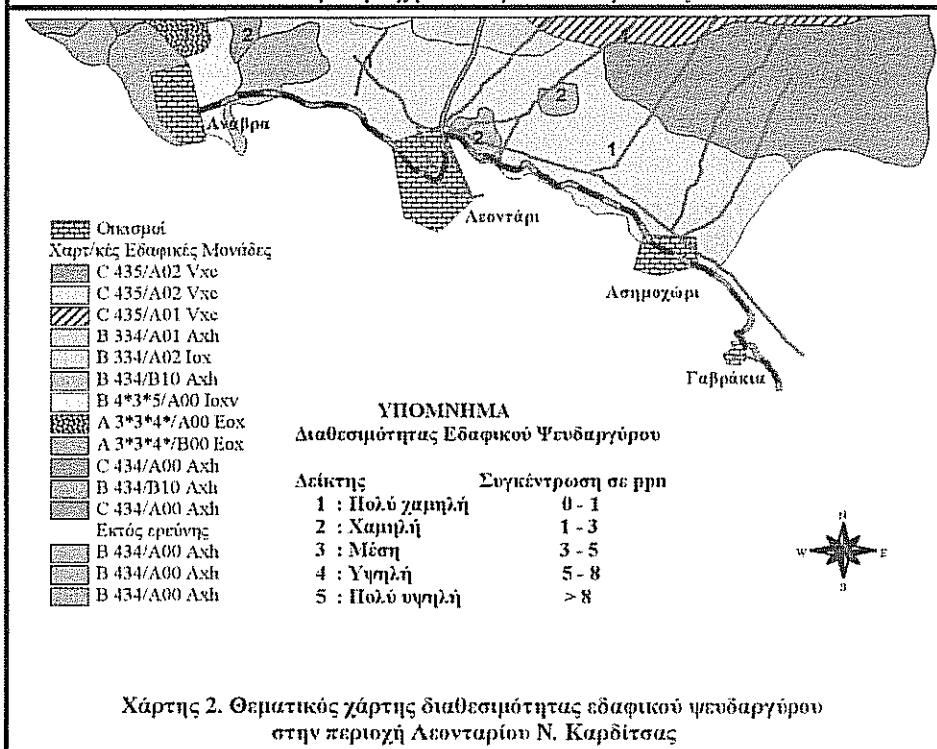 2
2
2
1
Ανάβρα
Λεοντάρι
Ασημοχώρι
Γαβράκια
Οικισμοί
Χαρτ/κές Εδαφικές Μονάδες
C 435/A02 Vxc
C 435/A02 Vxc
C 435/A01 Vxc
B 334/A01 Axh
B 334/A02 Iox
B 434/B10 Axh
B 4*3*5/A00 Ioxv
A 3*3*4*/A00 Eox
A 3*3*4*/B00 Eox
C 434/A00 Axh
B 434/B10 Axh
C 434/A00 Axh
Εκτός ερεύνης
B 434/A00 Axh
B 434/A00 Axh
B 434/A00 Axh
ΥΠΟΜΝΗΜΑ
Διαθεσιμότητας Εδαφικού Ψευδαργύρου
Δείκτης Συγκέντρωση σε ppn
1 : Πολύ χαμηλή 0 - 1
2 : Χαμηλή 1 - 3
3 : Μέση 3 - 5
4 : Υψηλή 5 - 8
5 : Πολύ υψηλή > 8
N
W E
S
Χάρτης 2. Θεματικός χάρτης διαθεσιμότητας εδαφικού ψευδαργύρου
στην περιοχή Λεονταρίου Ν. Καρδίτσας